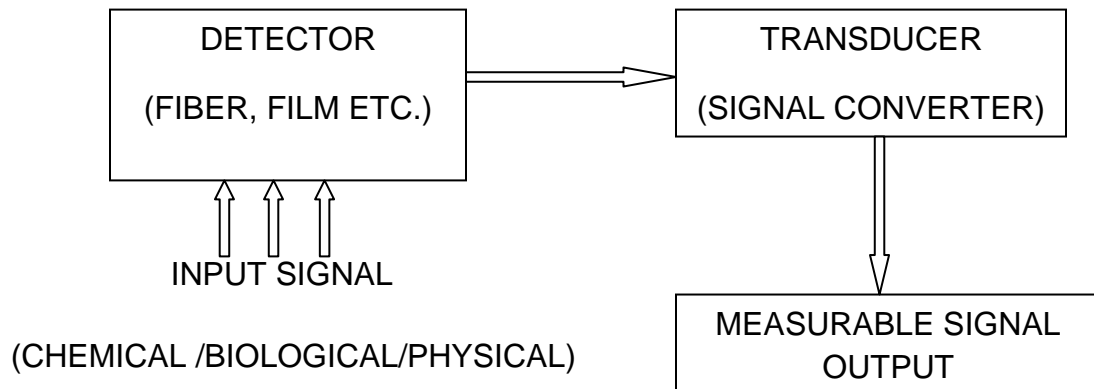 DETECTOR
(FIBER, FILM ETC.)
TRANSDUCER
(SIGNAL CONVERTER)
INPUT SIGNAL
(CHEMICAL /BIOLOGICAL/PHYSICAL)
MEASURABLE SIGNAL
OUTPUT